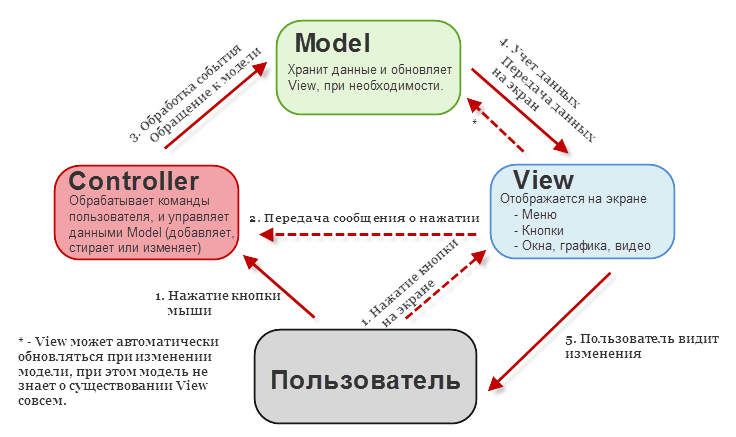 Model
Хранит данные и обновляет
View, при необходимости.
3. Обработка события
Обращение к модели
4. Учет данных
Передача данных
на экран
*
Controller
Обрабатывает команды
пользователя, и управляет
данными Model (добавляет,
стирает или изменяет)
View
Отображается на экране
- Меню
- Кнопки
- Окна, графика, видео
2. Передача сообщения о нажатии
1. Нажатие кнопки
мыши
1. Нажатие кнопки
на экране
5. Пользователь видит
изменения
* - View может автоматически
обновляться при изменении
модели, при этом модель не
знает о существовании View
совсем.
Пользователь